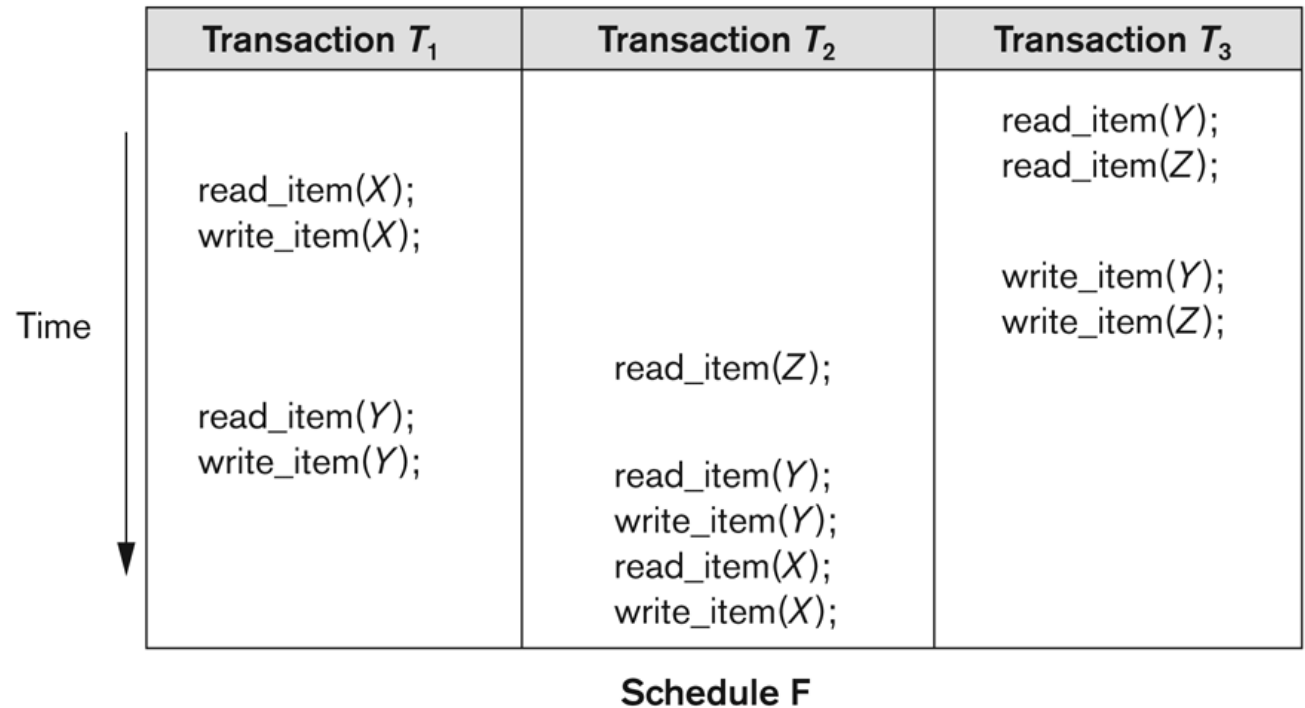 Transaction T₁ Transaction T₂ Transaction T₃
read_item(Y);
read_item(Z);
read_item(X);
write_item(X);
write_item(Y);
write_item(Z);
Time
read_item(Z);
read_item(Y);
write_item(Y);
read_item(Y);
write_item(Y);
read_item(X);
write_item(X);
Schedule F